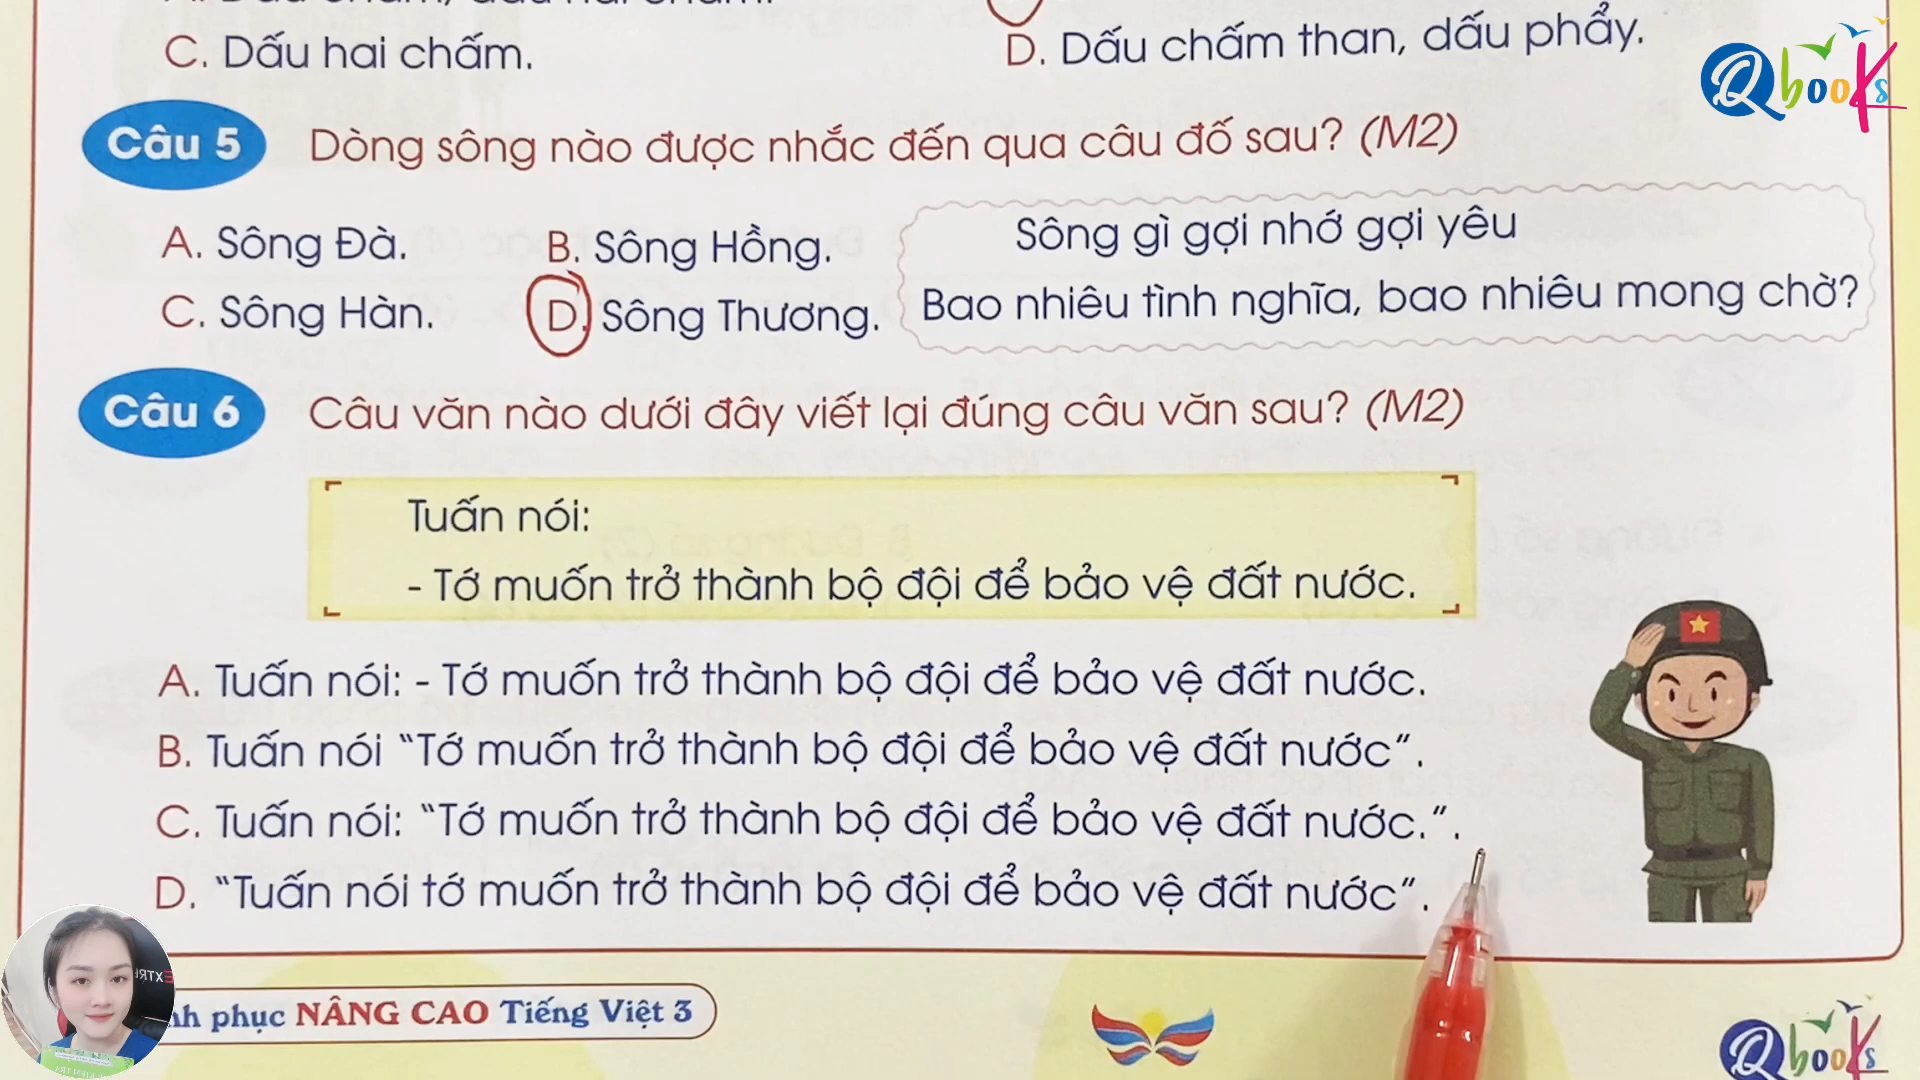 C. Dấu hai chấm.
D. Dấu chấm than, dấu phẩy.
Qbooks
Câu 5 Dòng sông nào được nhắc đến qua câu đố sau? (M2)
A. Sông Đà. B. Sông Hồng.
C. Sông Hàn. D. Sông Thương.
Sông gì gợi nhớ gợi yêu
Bao nhiêu tình nghĩa, bao nhiêu mong chờ?
Câu 6 Câu văn nào dưới đây viết lại đúng câu văn sau? (M2)
Tuấn nói:
- Tớ muốn trở thành bộ đội để bảo vệ đất nước.
A. Tuấn nói: - Tớ muốn trở thành bộ đội để bảo vệ đất nước.
B. Tuấn nói “Tớ muốn trở thành bộ đội để bảo vệ đất nước”.
C. Tuấn nói: “Tớ muốn trở thành bộ đội để bảo vệ đất nước.”.
D. “Tuấn nói tớ muốn trở thành bộ đội để bảo vệ đất nước”.
phục NÂNG CAO Tiếng Việt 3
Qbooks